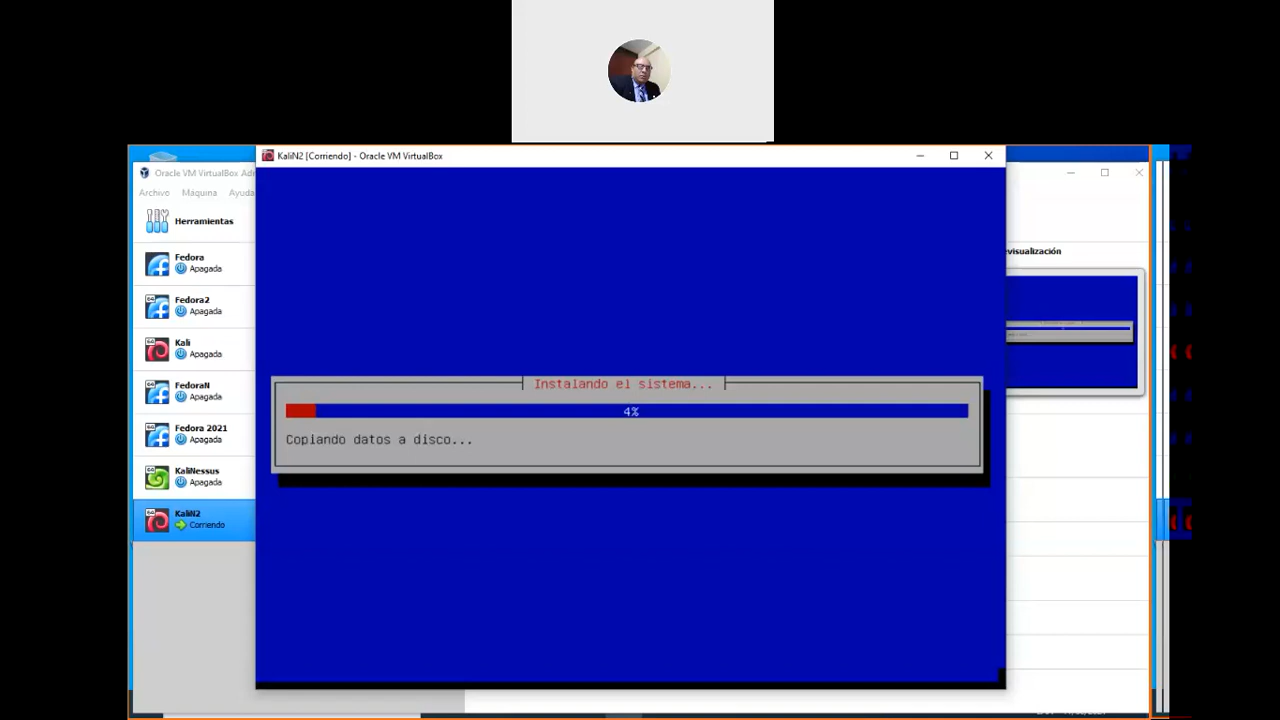 KaliN2 [Corriendo] - Oracle VM VirtualBox
Oracle VM VirtualBox Adm
Archivo Máquina Ayuda
Herramientas
Fedora
Apagada
Fedora2
Apagada
Kali
Apagada
FedoraN
Apagada
Fedora 2021
Apagada
KaliNessus
Apagada
KaliN2
Corriendo
evisualización
Instalando el sistema...
4%
Copiando datos a disco...